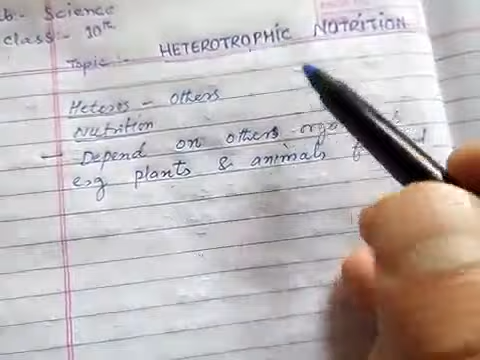 Science
Class:- 10th
Topic:- HETEROTROPHIC NUTRITION
Heteros - others
Nutrition
→ Depend on others
e.g plants & animals